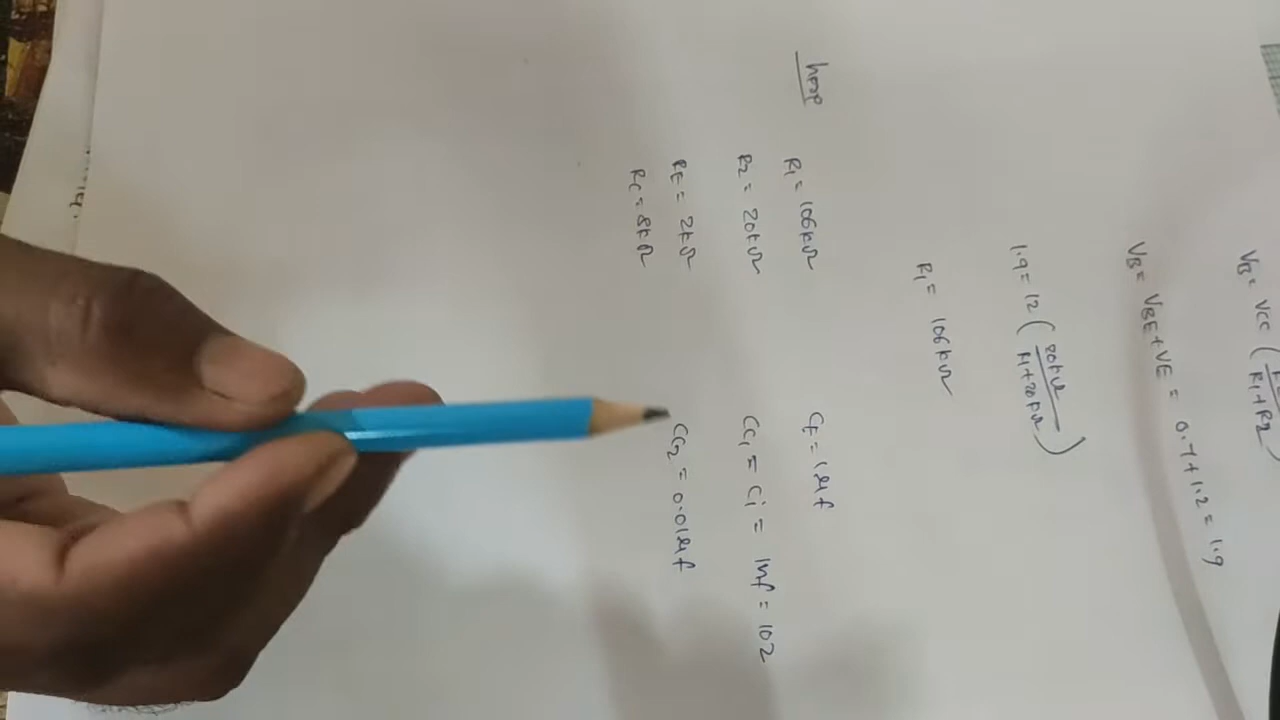 VB = VCC ( / R1+R2)
VB = VBE+VE = 0.7+1.2 = 1.9
1.9 = 12 (20kΩ / R1+20kΩ)
R1 = 106kΩ
R1 = 106kΩ CE = 1μf
R2 = 20kΩ CC1 = Ci = 1nf = 102
RE = 2kΩ CC2 = 0.01μf
RC = 8kΩ